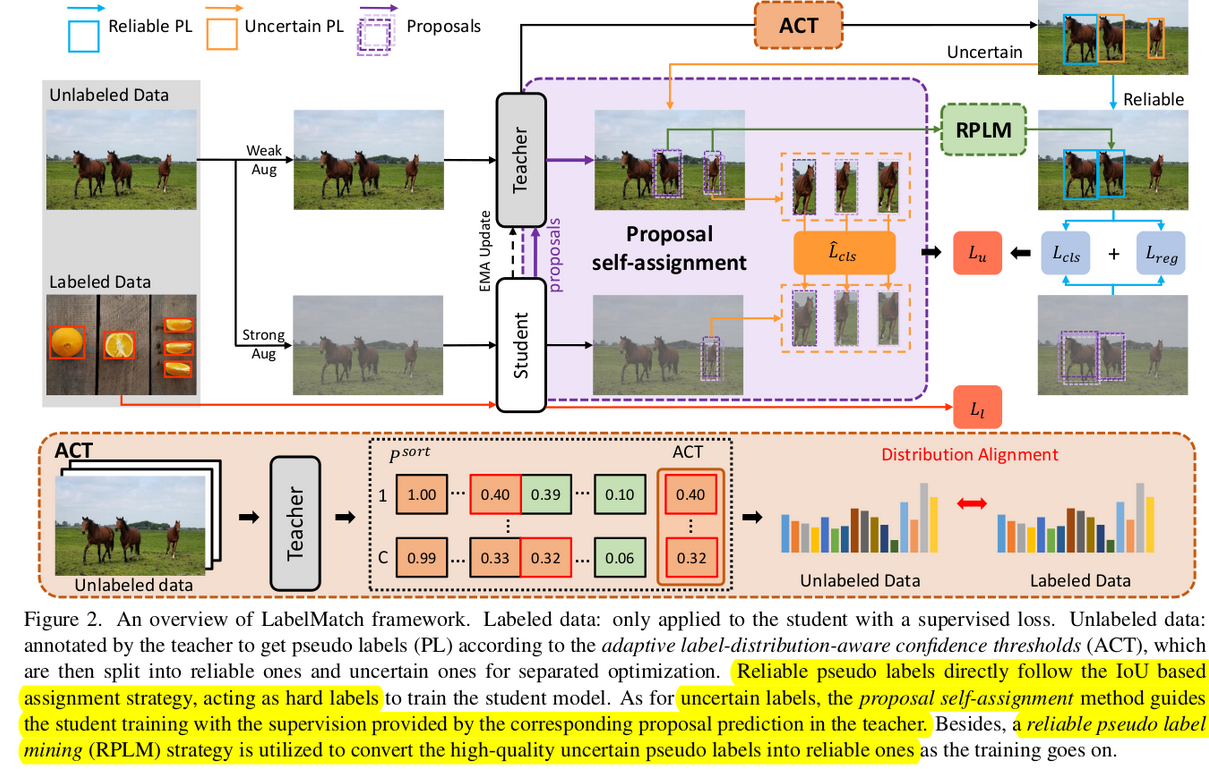 Reliable PL
Uncertain PL
Proposals
ACT
Uncertain
Reliable
Unlabeled Data
Weak
Aug
Teacher
RPLM
EMA Update
proposals
Proposal
self-assignment
L̂cls
Lu
Lcls
+
Lreg
Labeled Data
Strong
Aug
Student
Ll
ACT
Unlabeled data
Teacher
P^sort
ACT
1 1.00 ··· 0.40 0.39 ··· 0.10 0.40
⋮ ⋮
C 0.99 ··· 0.33 0.32 ··· 0.06 0.32
Distribution Alignment
Unlabeled Data
Labeled Data
Figure 2. An overview of LabelMatch framework. Labeled data: only applied to the student with a supervised loss. Unlabeled data:
annotated by the teacher to get pseudo labels (PL) according to the adaptive label-distribution-aware confidence thresholds (ACT), which
are then split into reliable ones and uncertain ones for separated optimization. Reliable pseudo labels directly follow the IoU based
assignment strategy, acting as hard labels to train the student model. As for uncertain labels, the proposal self-assignment method guides
the student training with the supervision provided by the corresponding proposal prediction in the teacher. Besides, a reliable pseudo label
mining (RPLM) strategy is utilized to convert the high-quality uncertain pseudo labels into reliable ones as the training goes on.